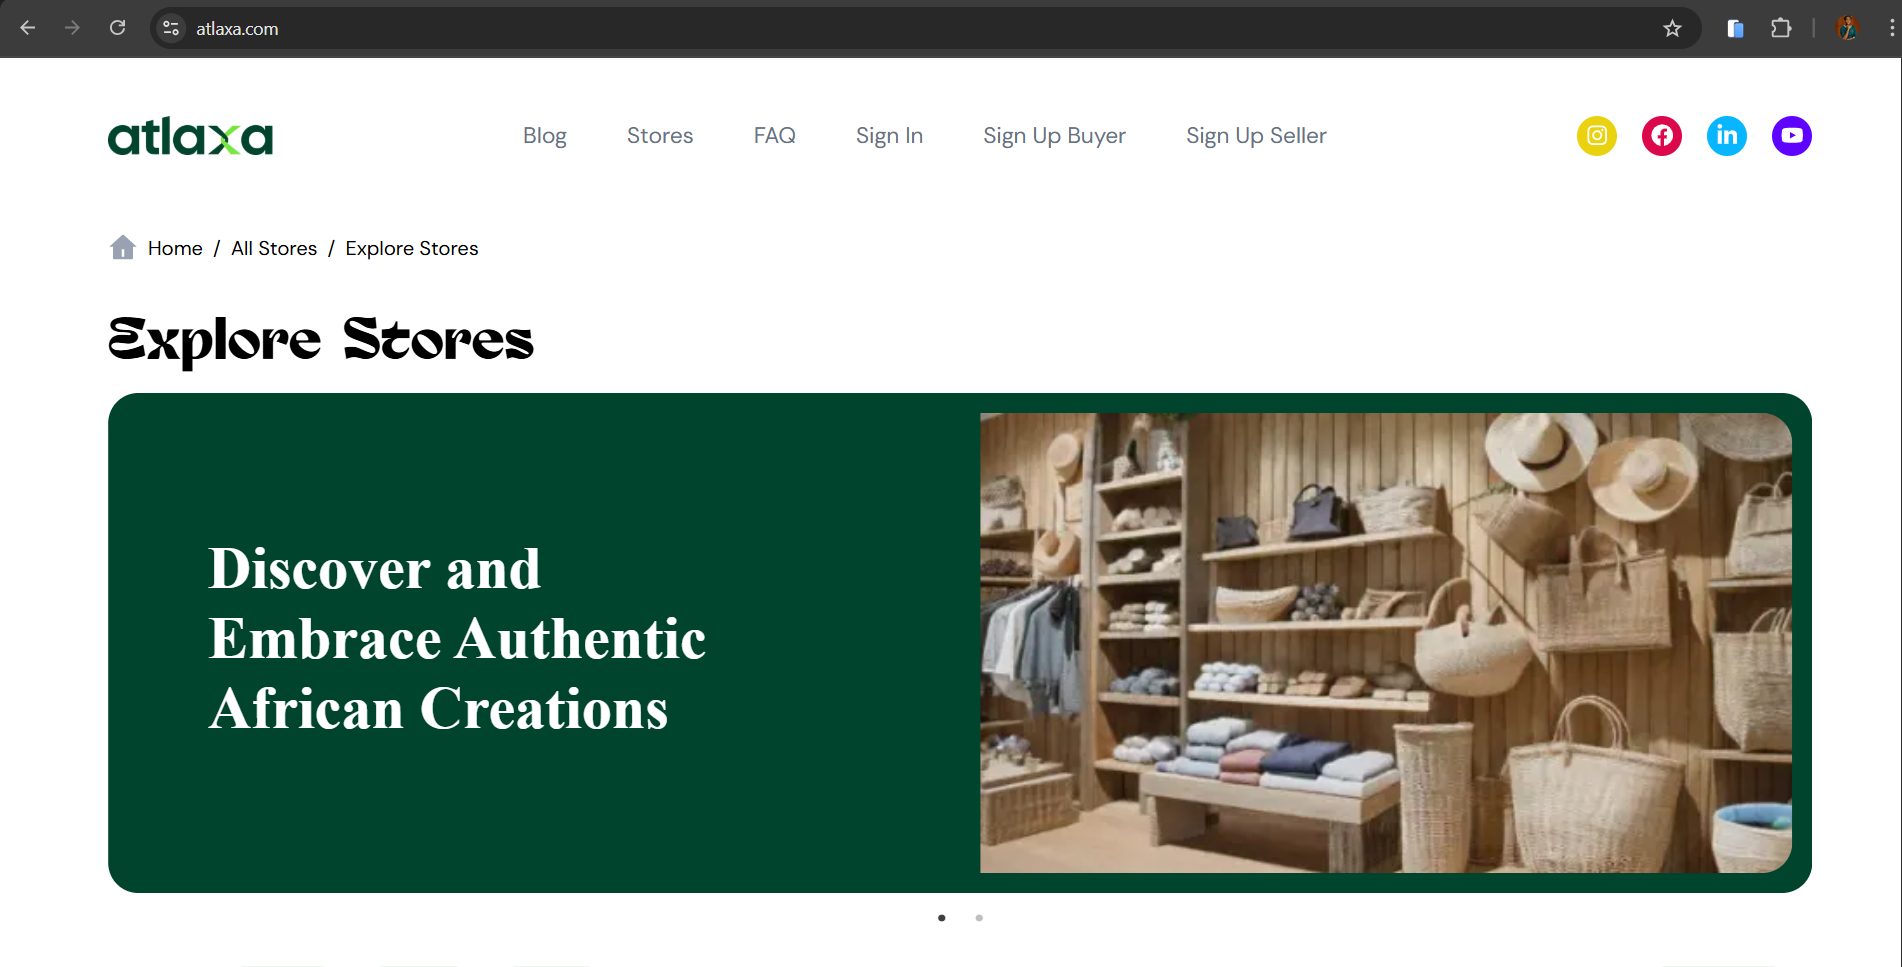 atlaxa.com
atlaxa
Blog
Stores
FAQ
Sign In
Sign Up Buyer
Sign Up Seller
in
Home / All Stores / Explore Stores
Explore Stores
Discover and
Embrace Authentic
African Creations